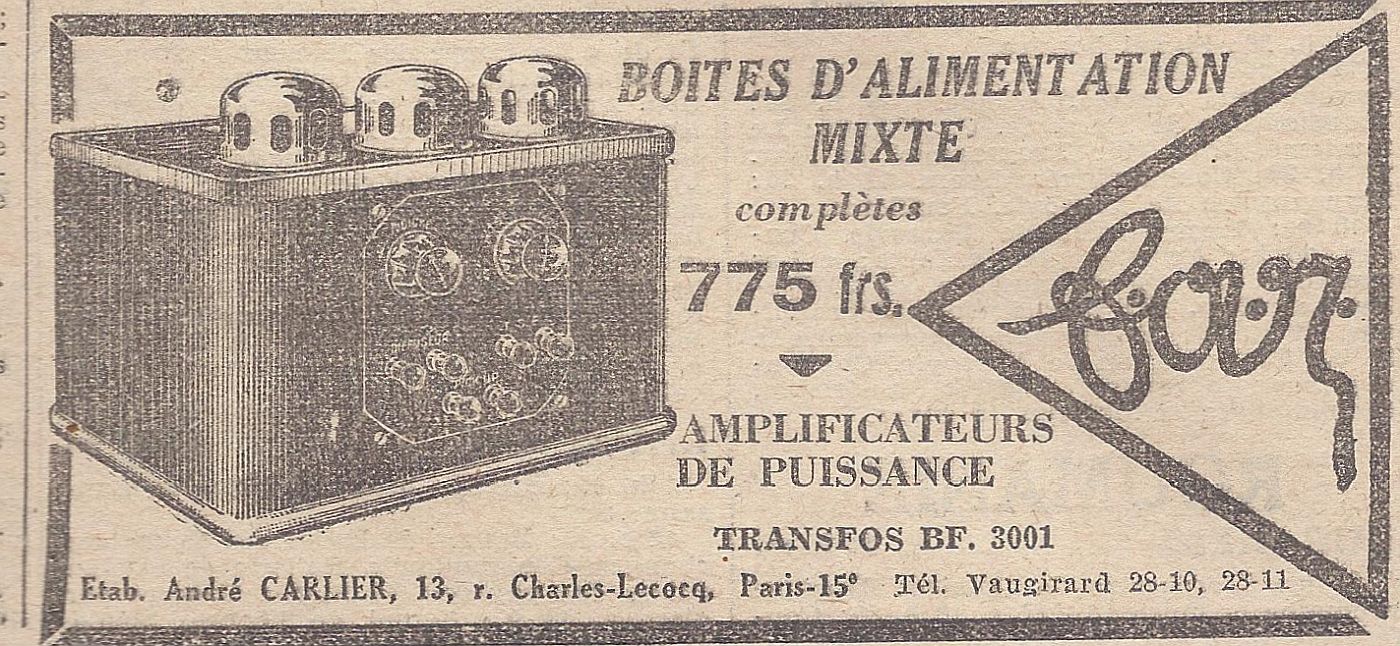 BOITES D'ALIMENTATION
MIXTE
complètes
775 frs.
f.a.r.
AMPLIFICATEURS
DE PUISSANCE
TRANSFOS BF. 3001
Etab. André CARLIER, 13, r. Charles-Lecocq, Paris-15° Tél. Vaugirard 28-10, 28-11